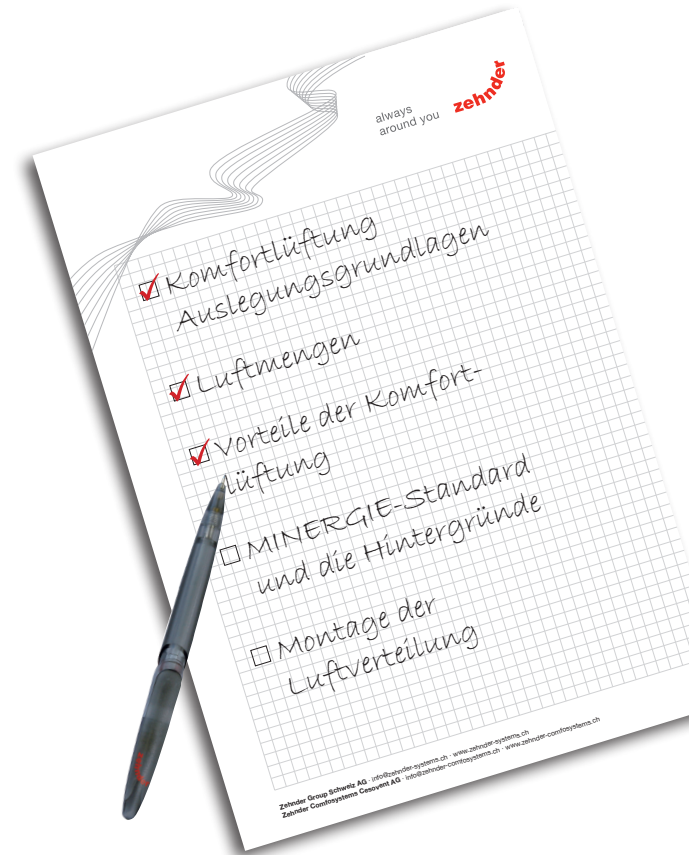 always
around you
zehnder
Komfortlüftung
Auslegungsgrundlagen
Luftmengen
Vorteile der Komfort-
lüftung
MINERGIE-Standard
und die Hintergründe
Montage der
Luftverteilung
Zehnder Group Schweiz AG · info@zehnder-systems.ch · www.zehnder-systems.ch
Zehnder Comfosystems Cesovent AG · info@zehnder-comfosystems.ch · www.zehnder-comfosystems.ch